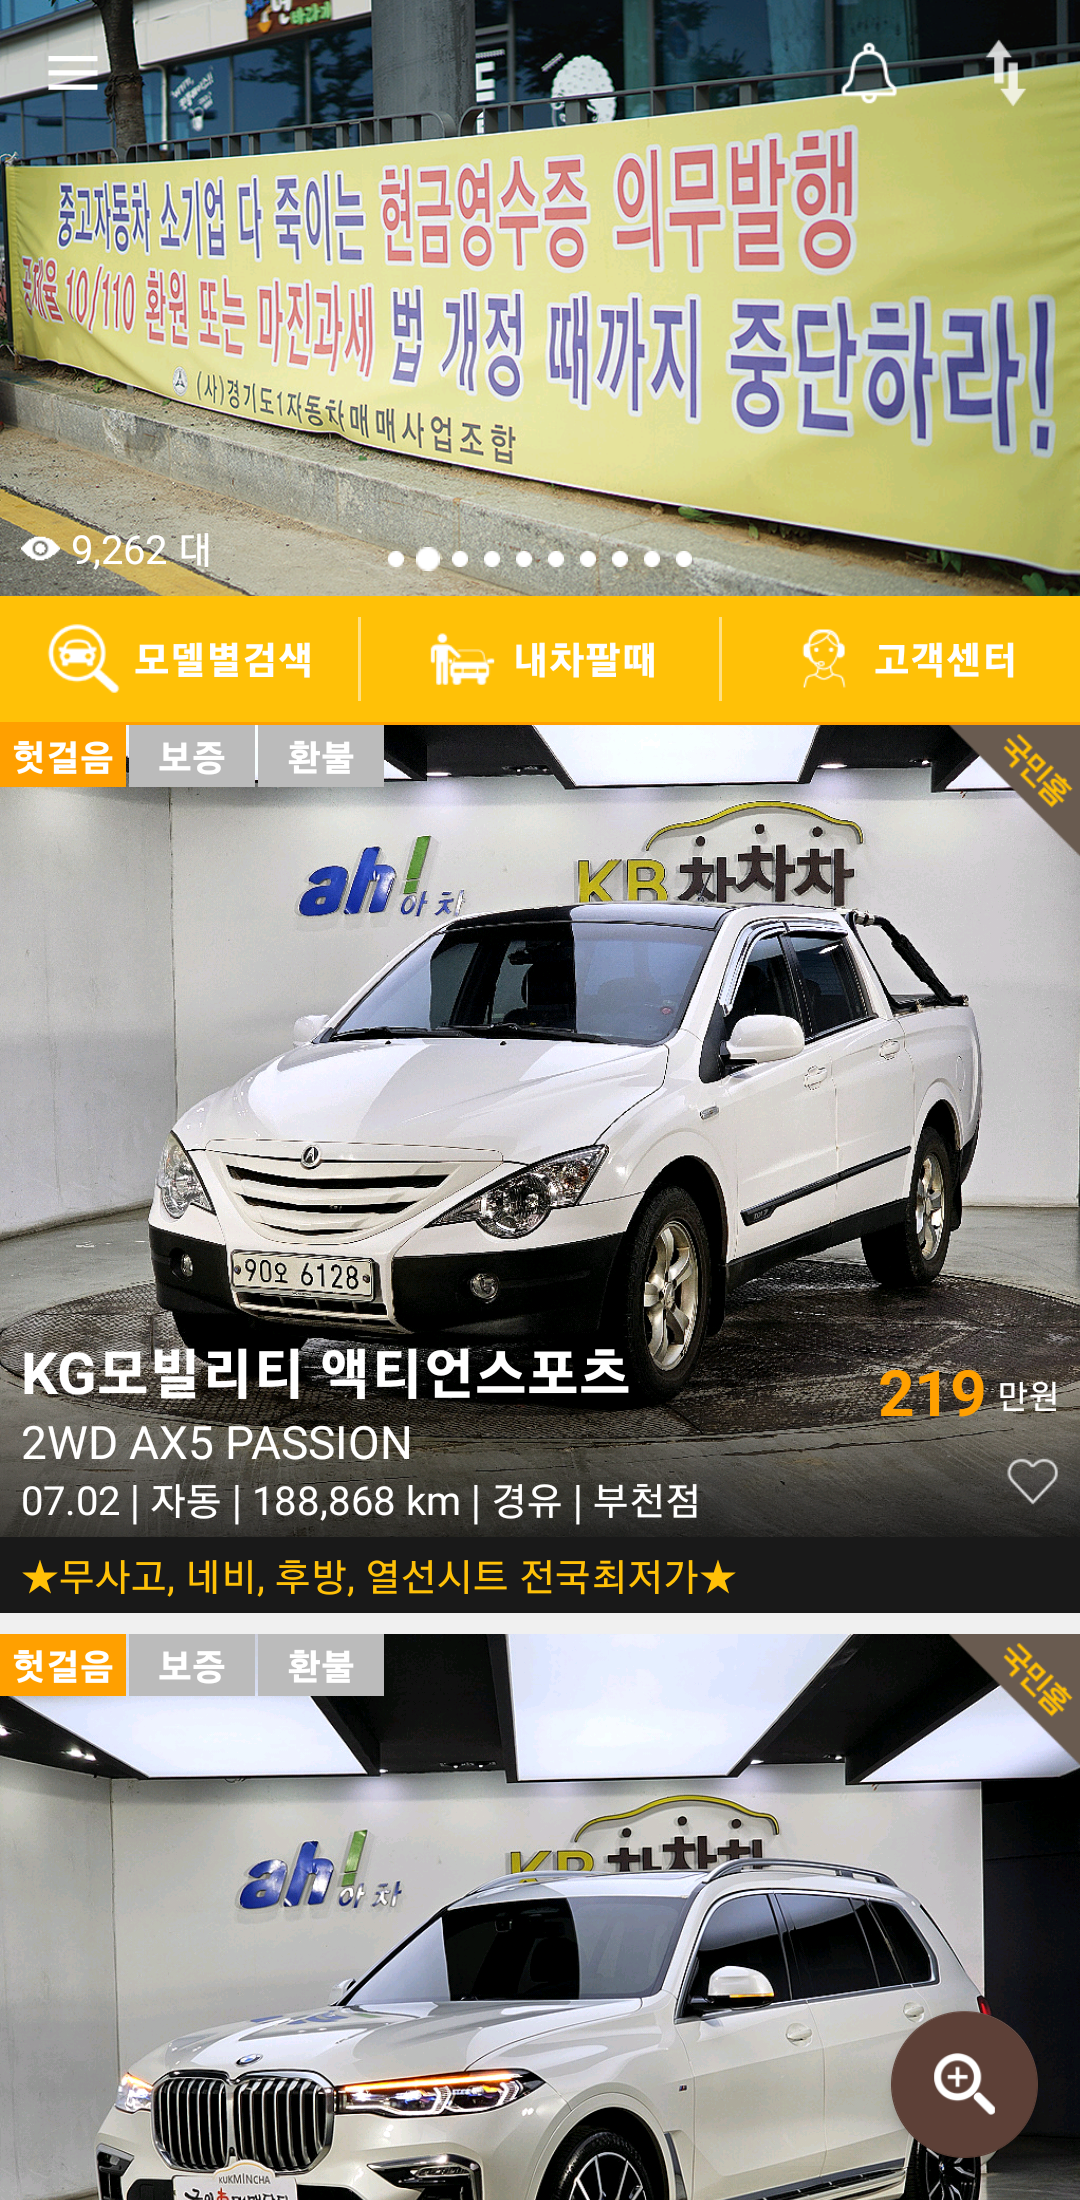 중고자동차 소기업 다 죽이는 현금영수증 의무발행
공제율 10/110 환원 또는 마진과세 법 개정 때까지 중단하라!
(사)경기도1자동차매매사업조합
9,262 대
모델별검색
내차팔때
고객센터
헛걸음 보증 환불
국민홈
ah! 아차
KB차차차
90오 6128
KG모빌리티 액티언스포츠
219 만원
2WD AX5 PASSION
07.02 | 자동 | 188,868 km | 경유 | 부천점
★무사고, 네비, 후방, 열선시트 전국최저가★
헛걸음 보증 환불
국민홈
ah! 아차
KB차차차
KUKMINCHA